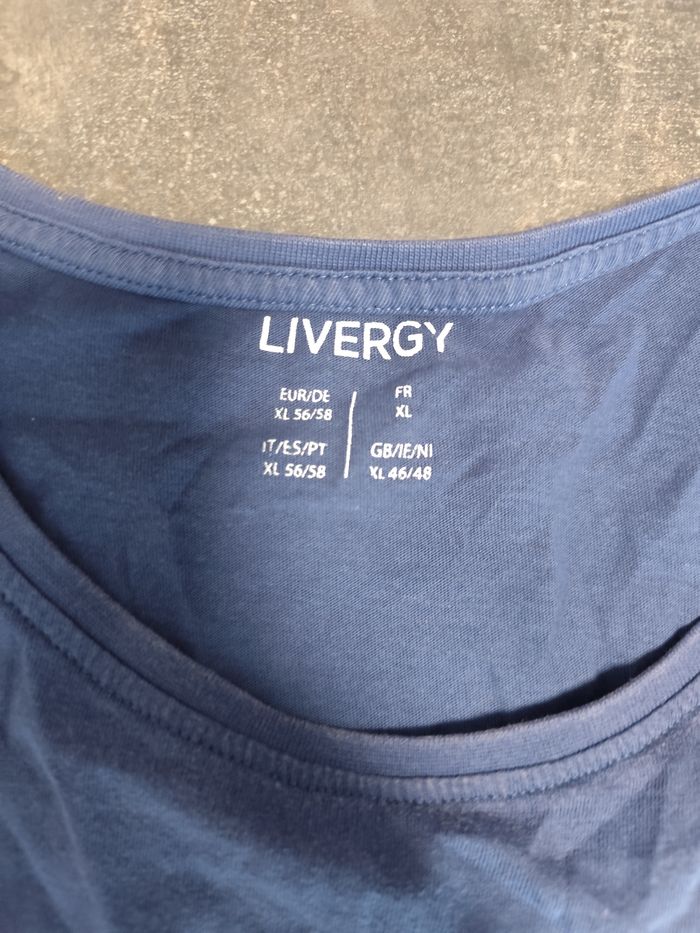 LIVERGY
EUR/DE
XL 56/58
FR
XL
IT/ES/PT
XL 56/58
GB/IE/NI
XL 46/48